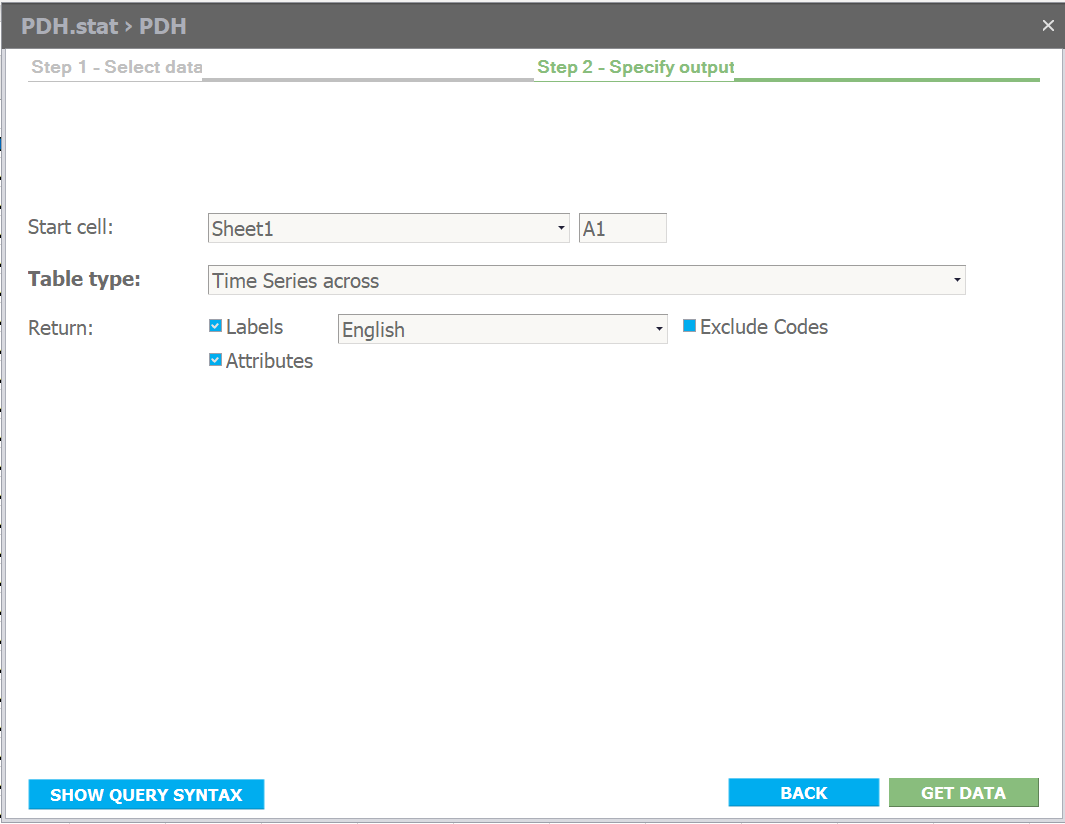 PDH.stat › PDH ×
Step 1 - Select data Step 2 - Specify output
Start cell: Sheet1 A1
Table type: Time Series across
Return: Labels English Exclude Codes
Attributes
SHOW QUERY SYNTAX BACK GET DATA